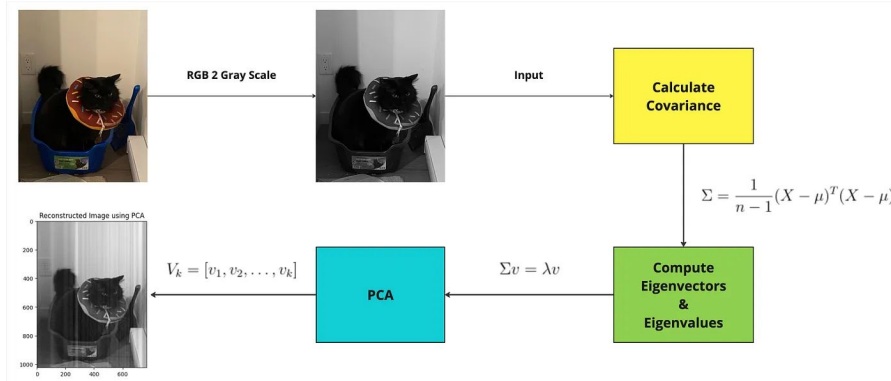 RGB 2 Gray Scale
Input
Calculate
Covariance
Σ = 1/(n − 1) (X − μ)^T (X − μ)
Compute
Eigenvectors
&
Eigenvalues
Σv = λv
PCA
V_k = [v_1, v_2, . . . , v_k]
Reconstructed Image using PCA
0
200
400
600
800
1000
0 200 400 600